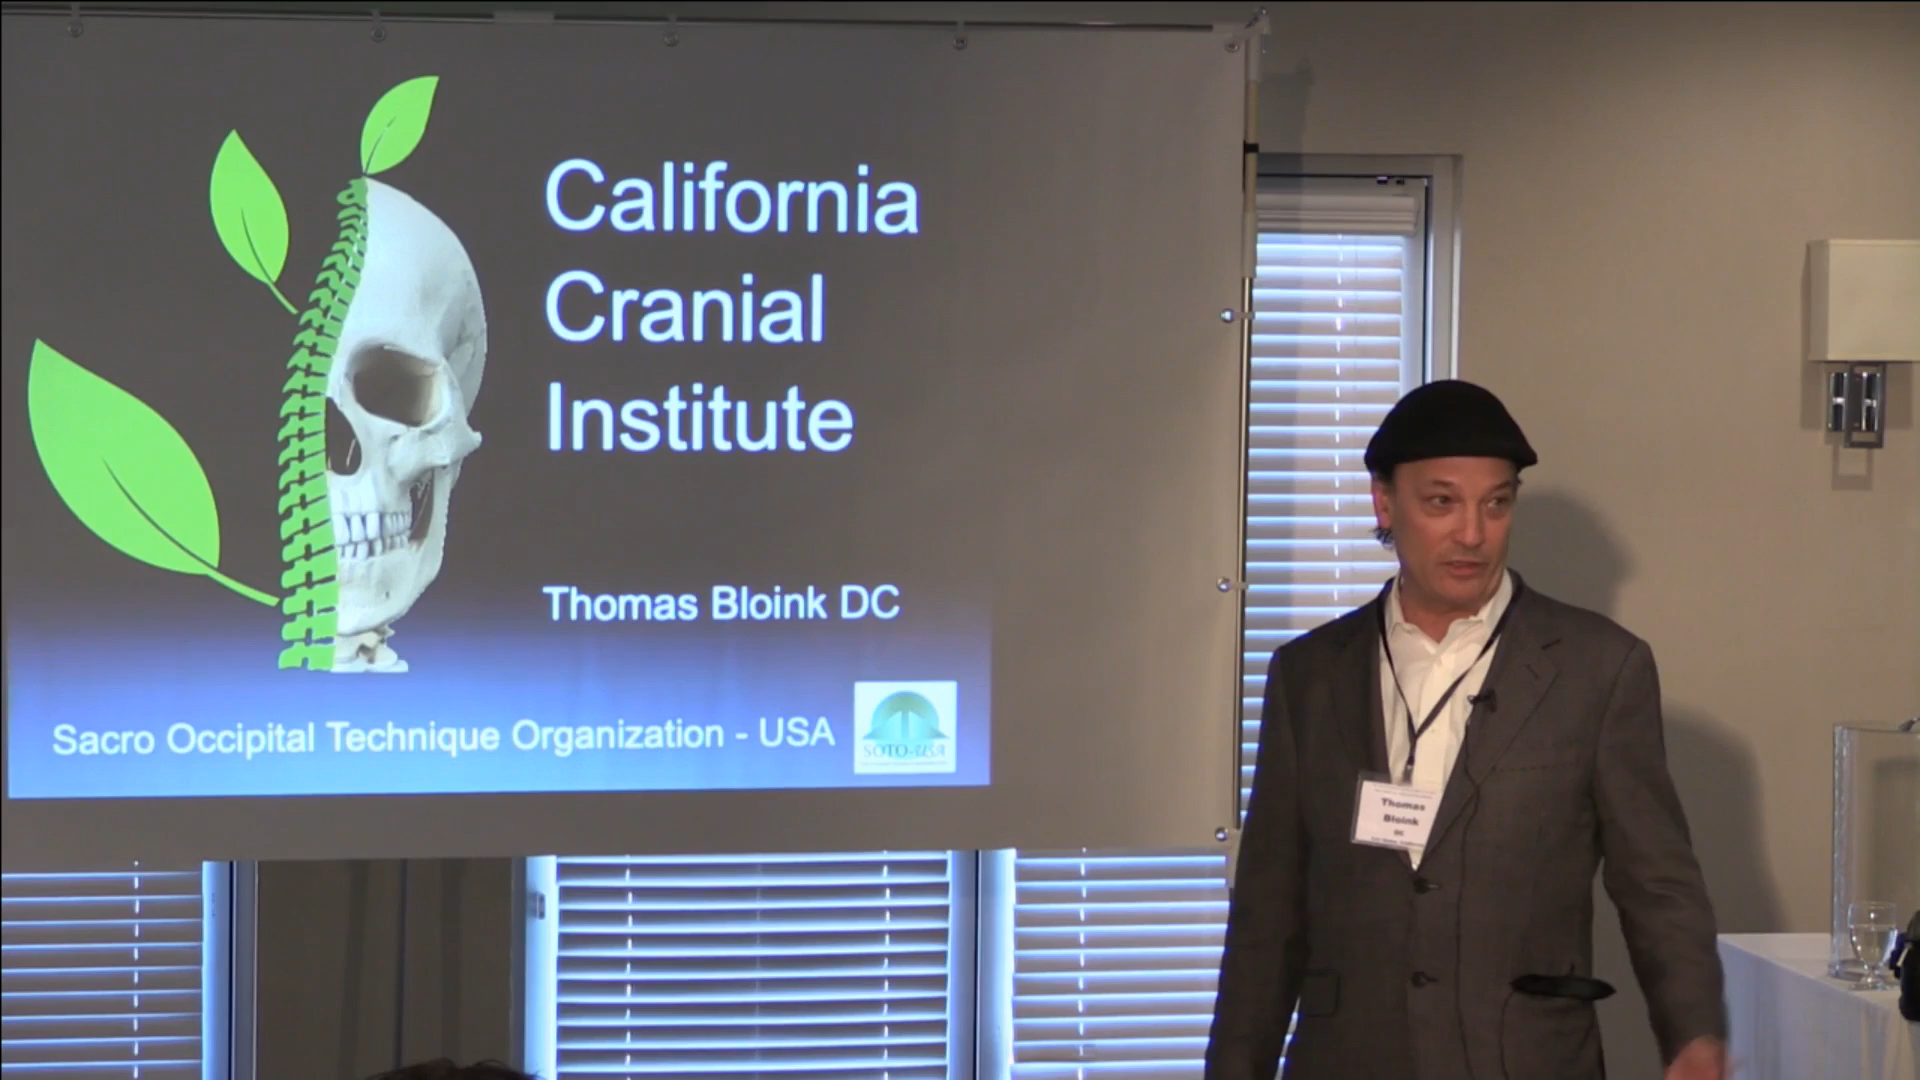 California
Cranial
Institute
Thomas Bloink DC
Sacro Occipital Technique Organization - USA
SOTO-USA
Thomas
Bloink
DC